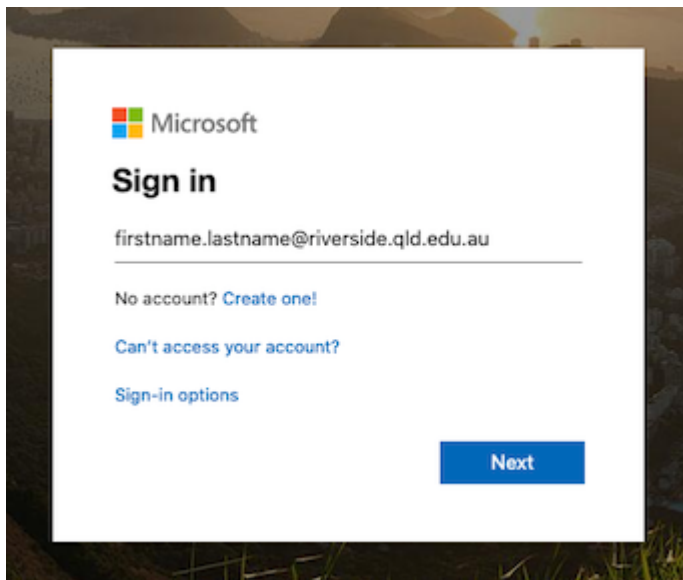 Microsoft
Sign in
firstname.lastname@riverside.qld.edu.au
No account? Create one!
Can't access your account?
Sign-in options
Next